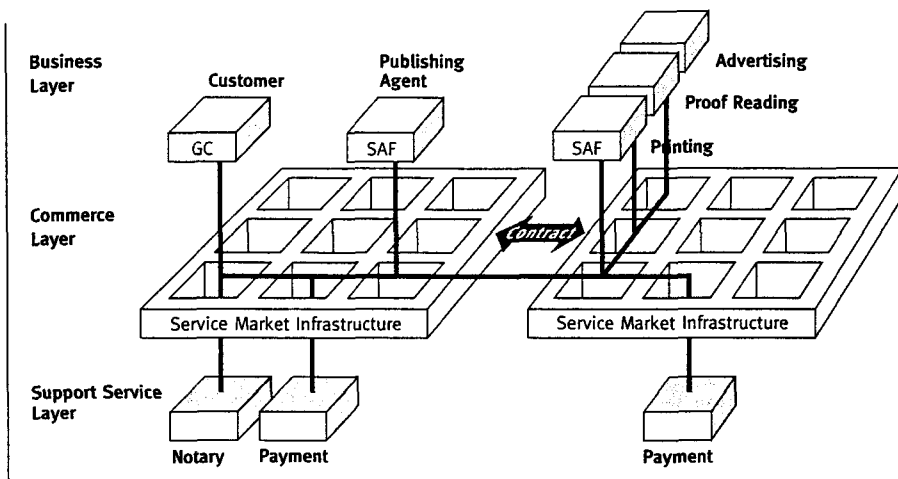 Business
Layer
Customer
Publishing
Agent
Advertising
Proof Reading
Printing
GC
SAF
SAF
Commerce
Layer
Contract
Service Market Infrastructure
Service Market Infrastructure
Support Service
Layer
Notary
Payment
Payment